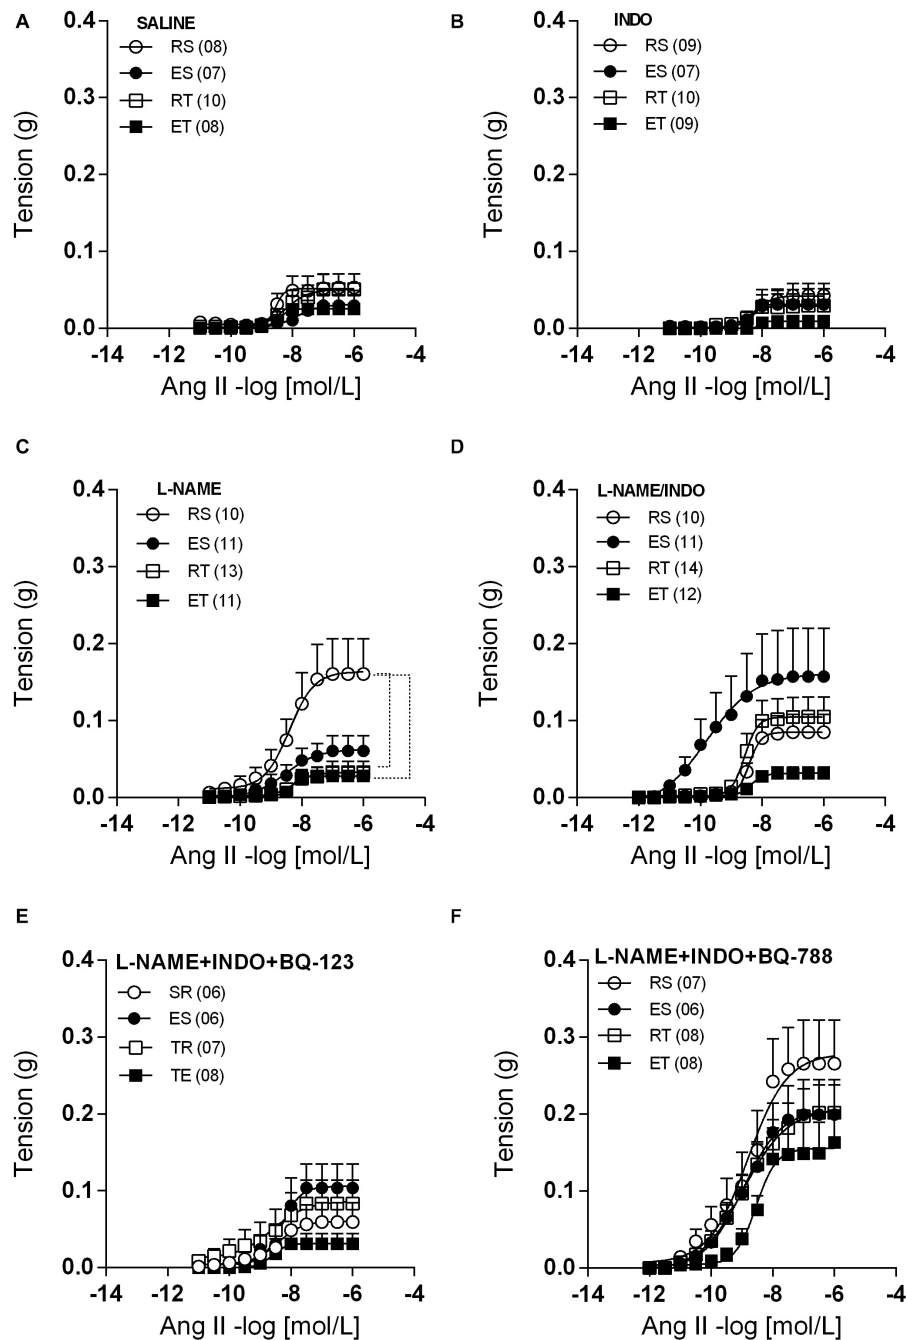 A
SALINE
RS (08)
ES (07)
RT (10)
ET (08)
Tension (g)
0.4
0.3
0.2
0.1
0.0
-14 -12 -10 -8 -6 -4
Ang II -log [mol/L]
B
INDO
RS (09)
ES (07)
RT (10)
ET (09)
Tension (g)
0.4
0.3
0.2
0.1
0.0
-14 -12 -10 -8 -6 -4
Ang II -log [mol/L]
C
L-NAME
RS (10)
ES (11)
RT (13)
ET (11)
Tension (g)
0.4
0.3
0.2
0.1
0.0
-14 -12 -10 -8 -6 -4
Ang II -log [mol/L]
D
L-NAME/INDO
RS (10)
ES (11)
RT (14)
ET (12)
Tension (g)
0.4
0.3
0.2
0.1
0.0
-14 -12 -10 -8 -6 -4
Ang II -log [mol/L]
E
L-NAME+INDO+BQ-123
SR (06)
ES (06)
TR (07)
TE (08)
Tension (g)
0.4
0.3
0.2
0.1
0.0
-14 -12 -10 -8 -6 -4
Ang II -log [mol/L]
F
L-NAME+INDO+BQ-788
RS (07)
ES (06)
RT (08)
ET (08)
Tension (g)
0.4
0.3
0.2
0.1
0.0
-14 -12 -10 -8 -6 -4
Ang II -log [mol/L]